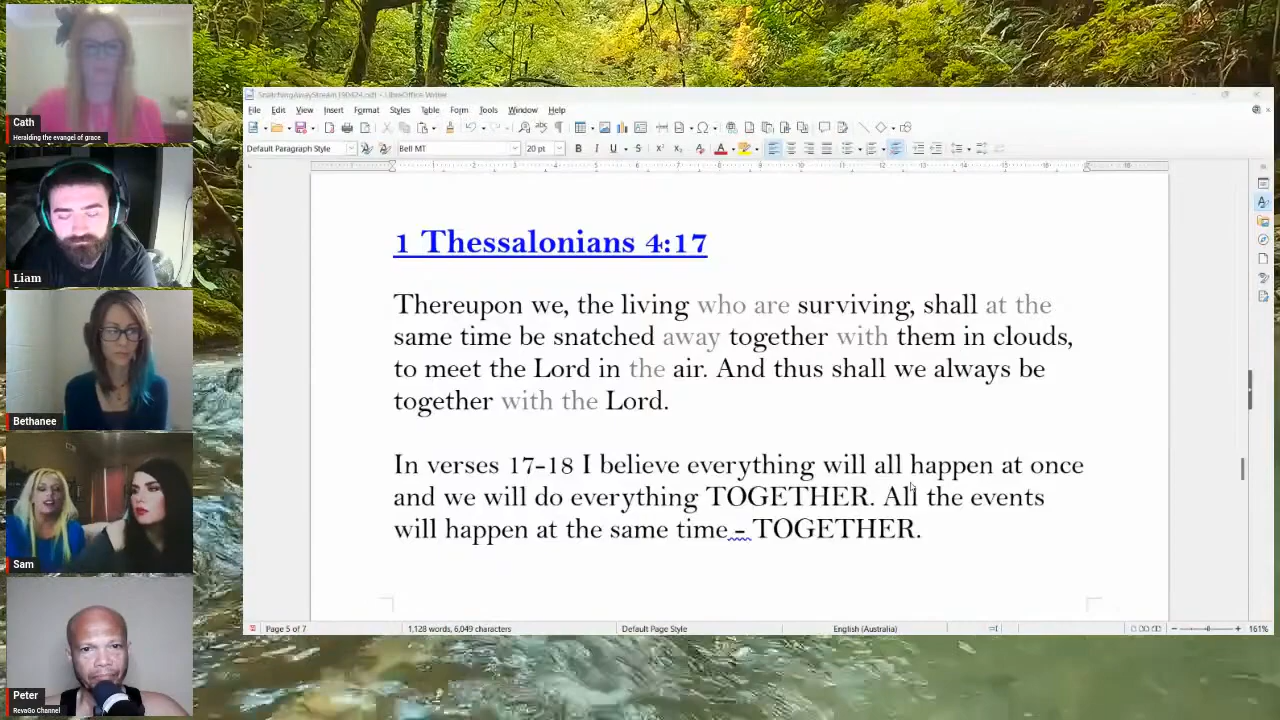 Cath
Heralding the evangel of grace
Liam
Bethanee
Sam
Peter
RevaGo Channel
File Edit View Insert Format Styles Table Form Tools Window Help
Default Paragraph Style Bell MT 20 pt
1 Thessalonians 4:17
Thereupon we, the living who are surviving, shall at the
same time be snatched away together with them in clouds,
to meet the Lord in the air. And thus shall we always be
together with the Lord.
In verses 17-18 I believe everything will all happen at once
and we will do everything TOGETHER. All the events
will happen at the same time - TOGETHER.
Page 5 of 7 1,128 words, 6,049 characters Default Page Style English (Australia) 161%